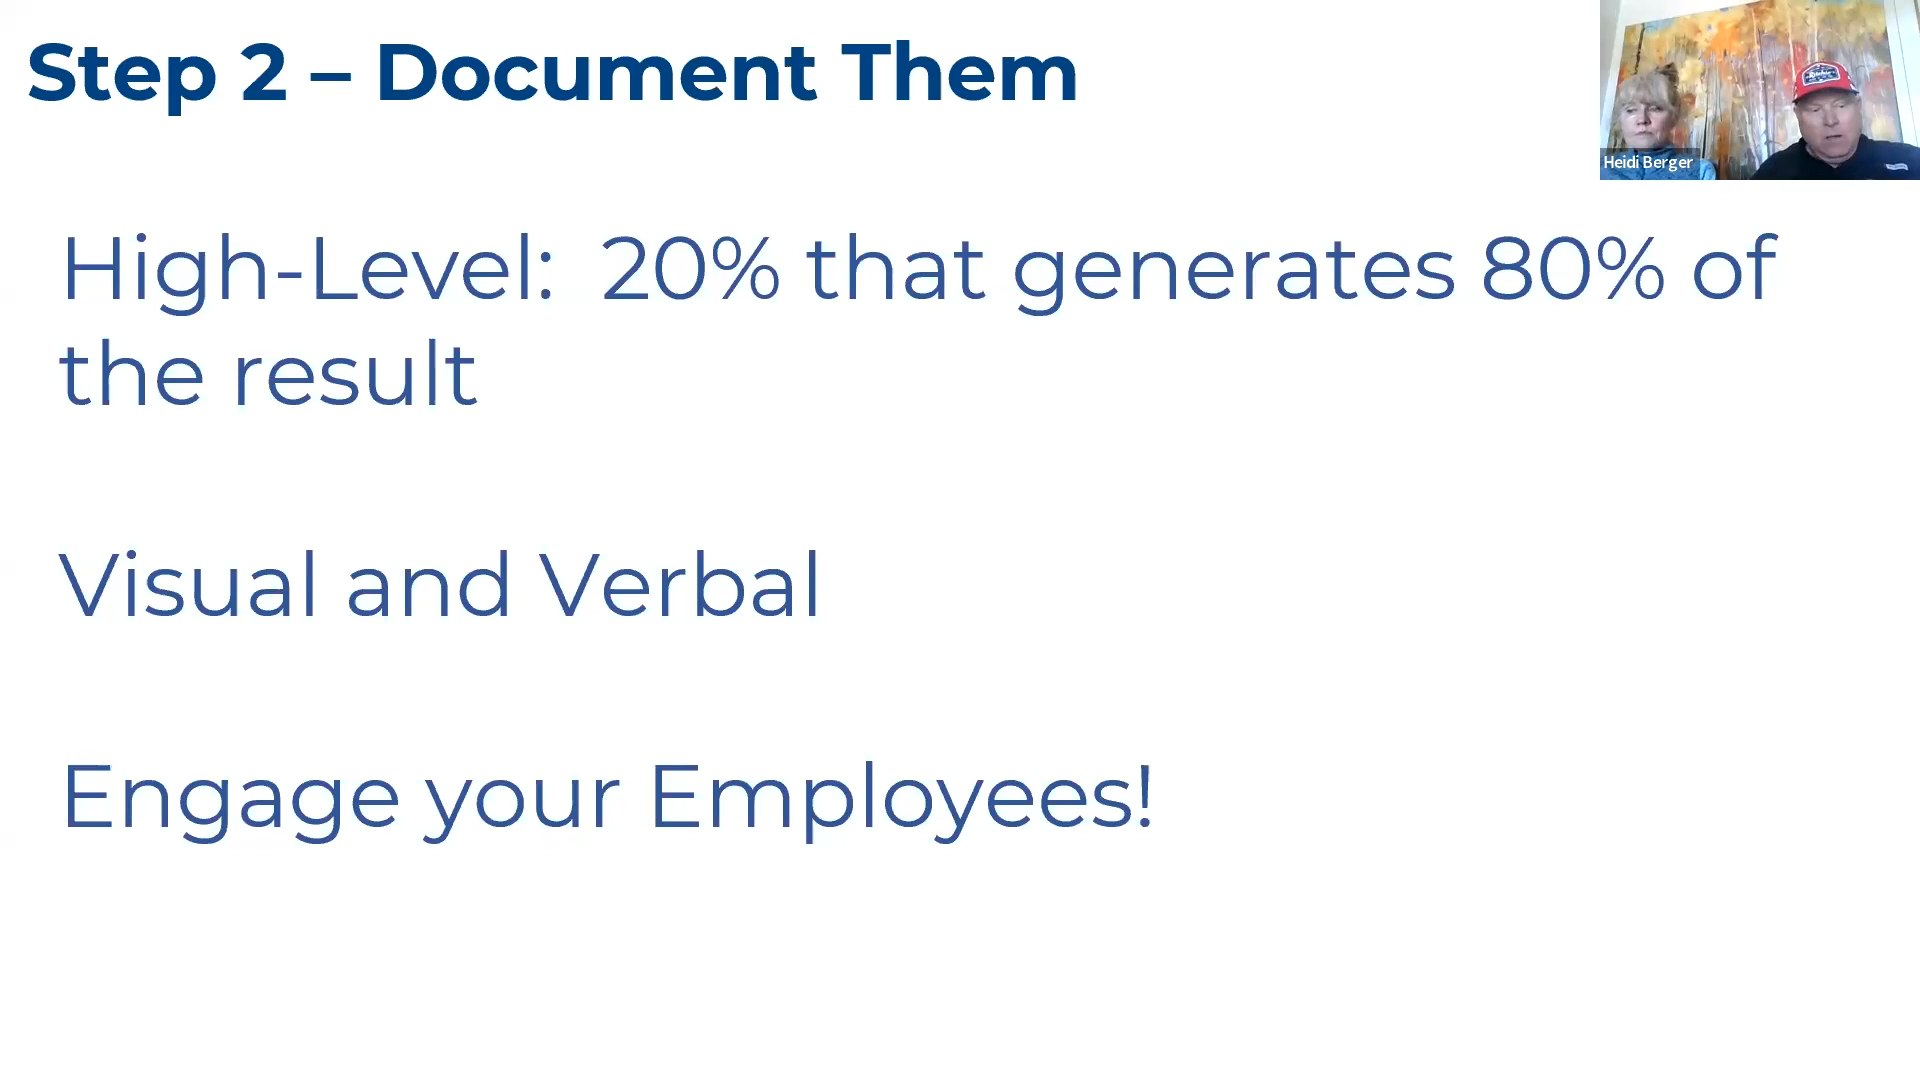 Step 2 – Document Them
Heidi Berger
High-Level:  20% that generates 80% of
the result
Visual and Verbal
Engage your Employees!